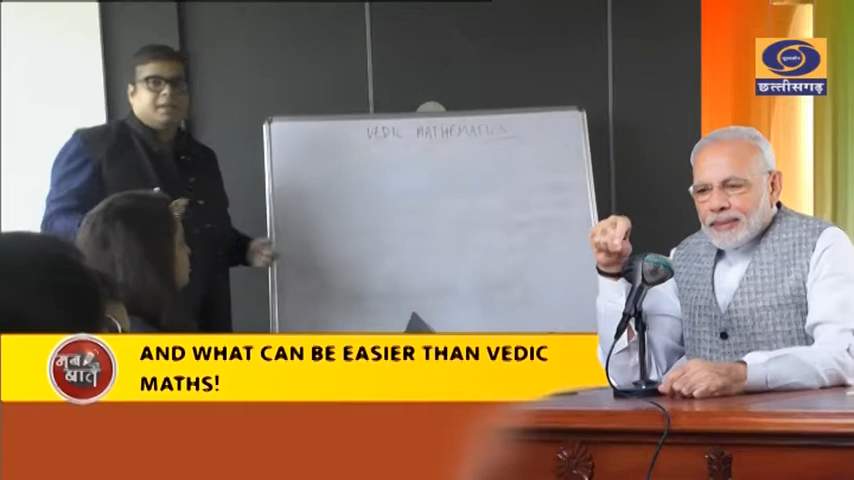 VEDIC MATHEMATICS
दूरदर्शन
छत्तीसगढ़
मन की
बात
AND WHAT CAN BE EASIER THAN VEDIC
MATHS!